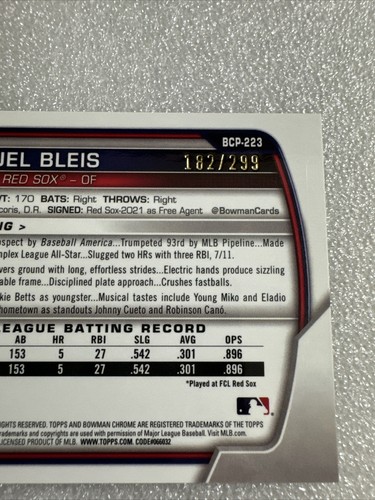 BCP-223
UEL BLEIS 182/299
RED SOX® – OF
WT: 170 BATS: Right THROWS: Right
coris, D.R. SIGNED: Red Sox-2021 as Free Agent @BowmanCards
NG >
ospect by Baseball America...Trumpeted 93rd by MLB Pipeline...Made
mplex League All-Star...Slugged two HRs with three RBI, 7/11.
vers ground with long, effortless strides...Electric hands produce sizzling
able frame...Disciplined plate approach...Crushes fastballs.
kie Betts as youngster...Musical tastes include Young Miko and Eladio
hometown as standouts Johnny Cueto and Robinson Canó.
LEAGUE BATTING RECORD
AB HR RBI SLG AVG OPS
153 5 27 .542 .301 .896
153 5 27 .542 .301 .896
*Played at FCL Red Sox
RIGHTS RESERVED. TOPPS AND BOWMAN CHROME ARE REGISTERED TRADEMARKS OF THE TOPPS
rademarks and copyrights are used with permission of Major League Baseball. Visit MLB.com.
LICENSED PRODUCT OF MLB. WWW.TOPPS.COM. CODE#066032